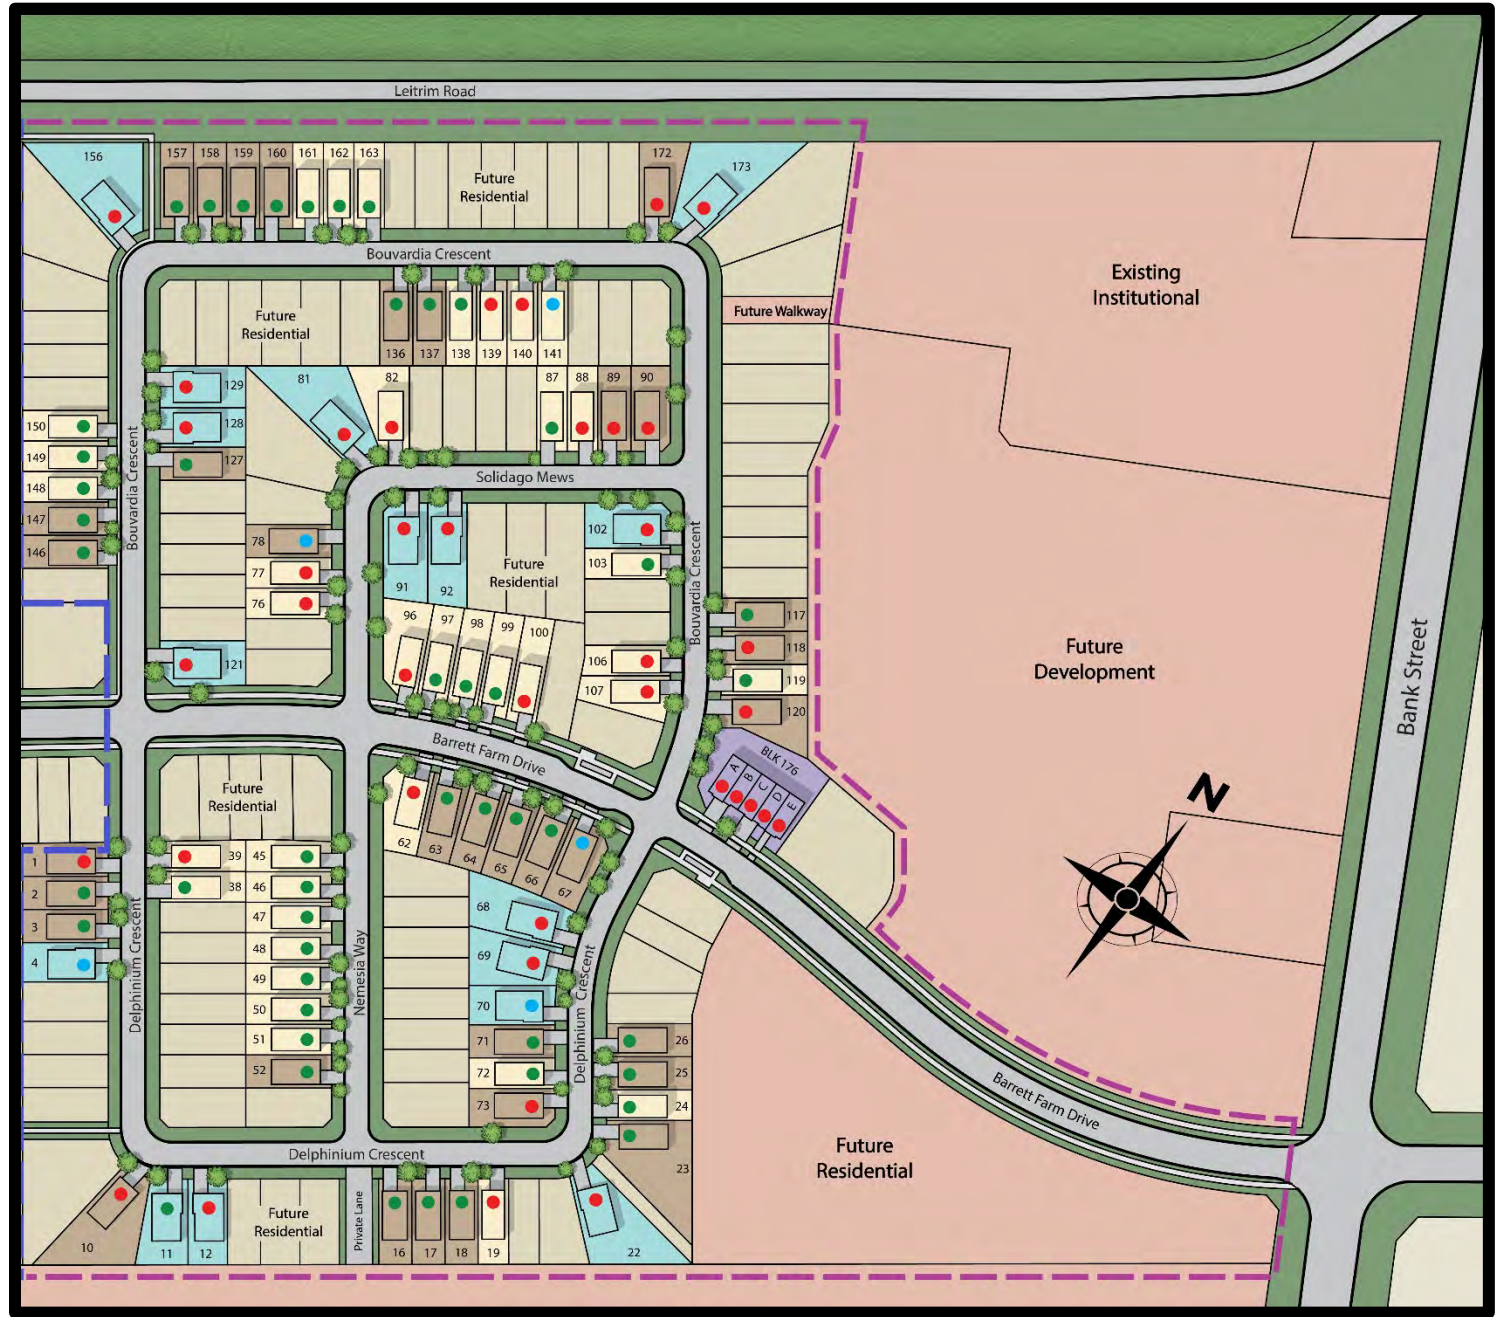 Leitrim Road
156
157
158
159
160
161
162
163
Future
Residential
172
173
Bouvardia Crescent
Future
Residential
136
137
138
139
140
141
Future Walkway
Existing
Institutional
129
128
127
81
82
87
88
89
90
150
149
148
147
146
Bouvardia Crescent
Solidago Mews
78
77
76
121
91
92
Future
Residential
102
103
Bouvardia Crescent
96
97
98
99
100
106
107
117
118
119
120
Future
Development
Bank Street
Barrett Farm Drive
BLK 176
A
B
C
D
E
N
Future
Residential
1
2
3
4
39
38
45
46
47
48
49
50
51
52
Delphinium Crescent
Nemesia Way
62
63
64
65
66
67
68
69
70
71
72
73
Delphinium Crescent
26
25
24
23
Barrett Farm Drive
Future
Residential
Delphinium Crescent
10
11
12
Future
Residential
Private Lane
16
17
18
19
22